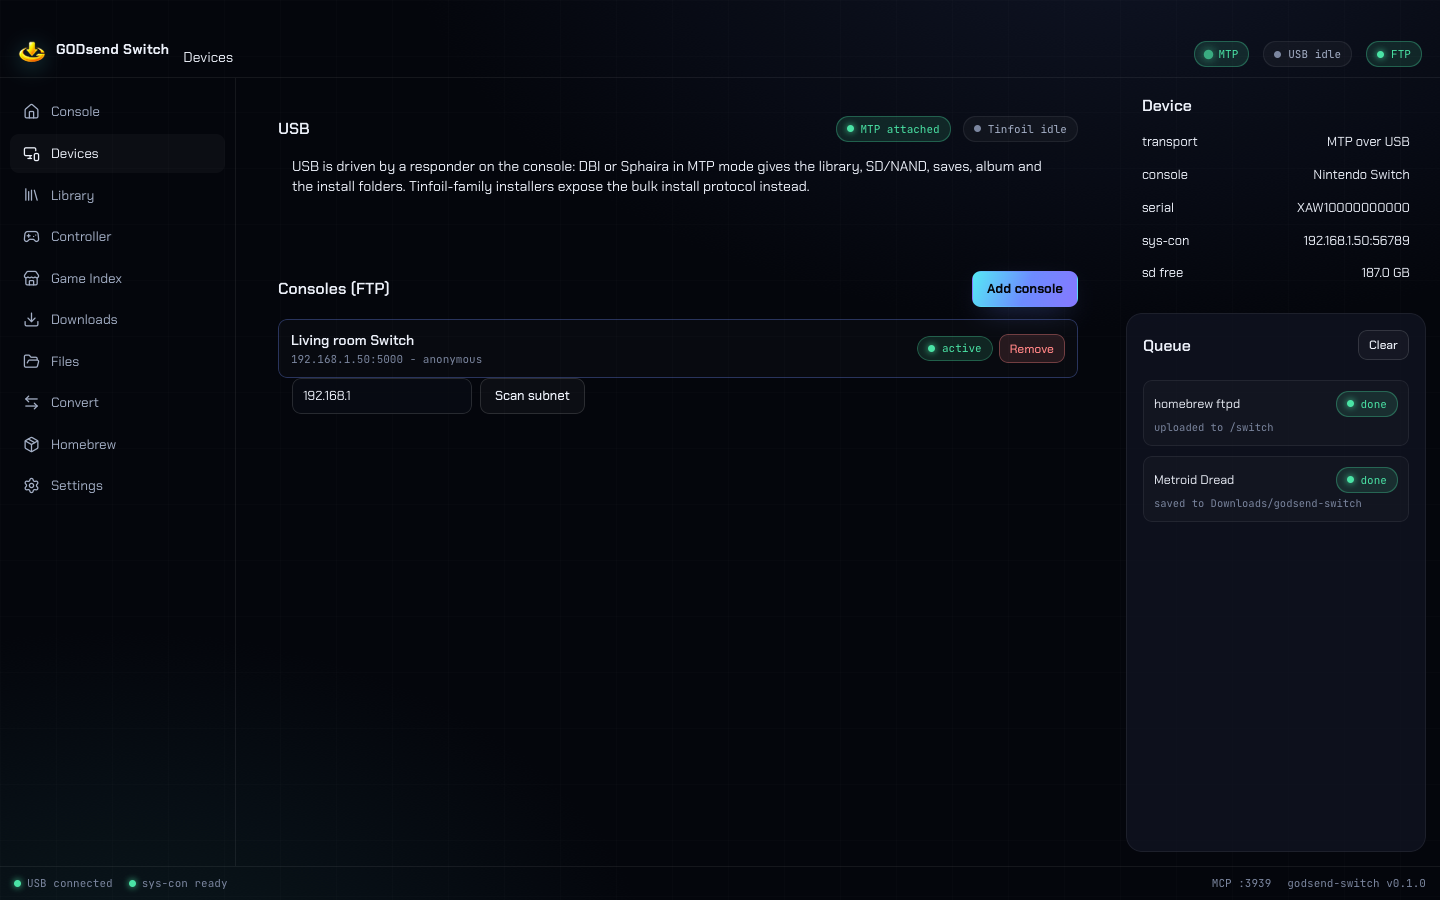 GODsend Switch
Devices
MTP
USB idle
FTP
Console
Devices
Library
Controller
Game Index
Downloads
Files
Convert
Homebrew
Settings
USB
MTP attached
Tinfoil idle
USB is driven by a responder on the console: DBI or Sphaira in MTP mode gives the library, SD/NAND, saves, album and
the install folders. Tinfoil-family installers expose the bulk install protocol instead.
Consoles (FTP)
Add console
Living room Switch
192.168.1.50:5000 - anonymous
active
Remove
192.168.1
Scan subnet
Device
transport MTP over USB
console Nintendo Switch
serial XAW10000000000
sys-con 192.168.1.50:56789
sd free 187.0 GB
Queue
Clear
homebrew ftpd
done
uploaded to /switch
Metroid Dread
done
saved to Downloads/godsend-switch
USB connected
sys-con ready
MCP :3939
godsend-switch v0.1.0